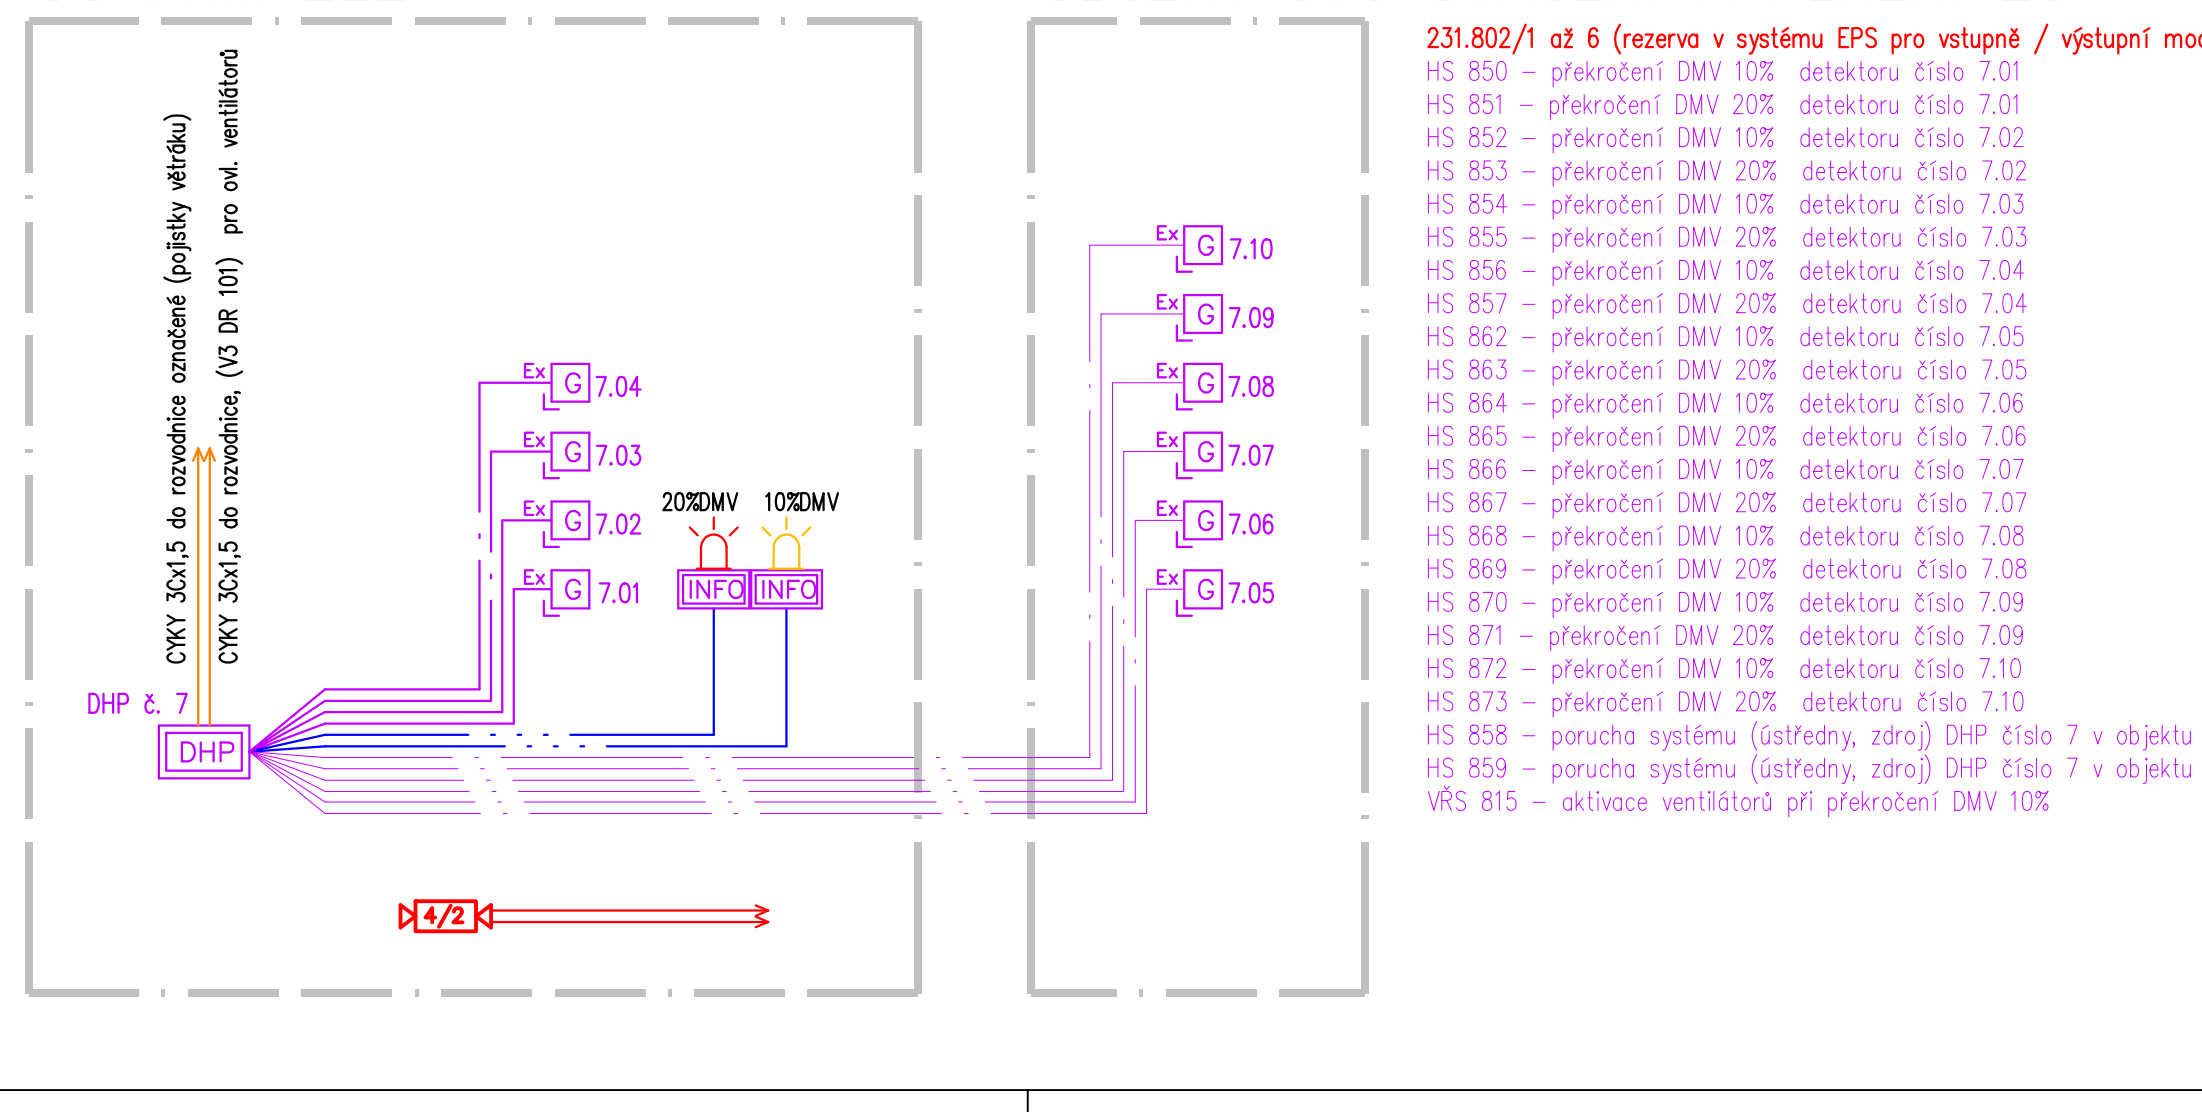 CYKY 3Cx1,5 do rozvodnice označené (pojistky větráku)
CYKY 3Cx1,5 do rozvodnice, (V3 DR 101) pro ovl. ventilátorů
DHP č. 7
DHP
Ex G 7.04
Ex G 7.03
Ex G 7.02
Ex G 7.01
20%DMV 10%DMV
INFO INFO
4/2
Ex G 7.10
Ex G 7.09
Ex G 7.08
Ex G 7.07
Ex G 7.06
Ex G 7.05
231.802/1 až 6 (rezerva v systému EPS pro vstupně / výstupní
HS 850 – překročení DMV 10% detektoru číslo 7.01
HS 851 – překročení DMV 20% detektoru číslo 7.01
HS 852 – překročení DMV 10% detektoru číslo 7.02
HS 853 – překročení DMV 20% detektoru číslo 7.02
HS 854 – překročení DMV 10% detektoru číslo 7.03
HS 855 – překročení DMV 20% detektoru číslo 7.03
HS 856 – překročení DMV 10% detektoru číslo 7.04
HS 857 – překročení DMV 20% detektoru číslo 7.04
HS 862 – překročení DMV 10% detektoru číslo 7.05
HS 863 – překročení DMV 20% detektoru číslo 7.05
HS 864 – překročení DMV 10% detektoru číslo 7.06
HS 865 – překročení DMV 20% detektoru číslo 7.06
HS 866 – překročení DMV 10% detektoru číslo 7.07
HS 867 – překročení DMV 20% detektoru číslo 7.07
HS 868 – překročení DMV 10% detektoru číslo 7.08
HS 869 – překročení DMV 20% detektoru číslo 7.08
HS 870 – překročení DMV 10% detektoru číslo 7.09
HS 871 – překročení DMV 20% detektoru číslo 7.09
HS 872 – překročení DMV 10% detektoru číslo 7.10
HS 873 – překročení DMV 20% detektoru číslo 7.10
HS 858 – porucha systému (ústředny, zdroj) DHP číslo 7 v objektu
HS 859 – porucha systému (ústředny, zdroj) DHP číslo 7 v objektu
VŘS 815 – aktivace ventilátorů při překročení DMV 10%